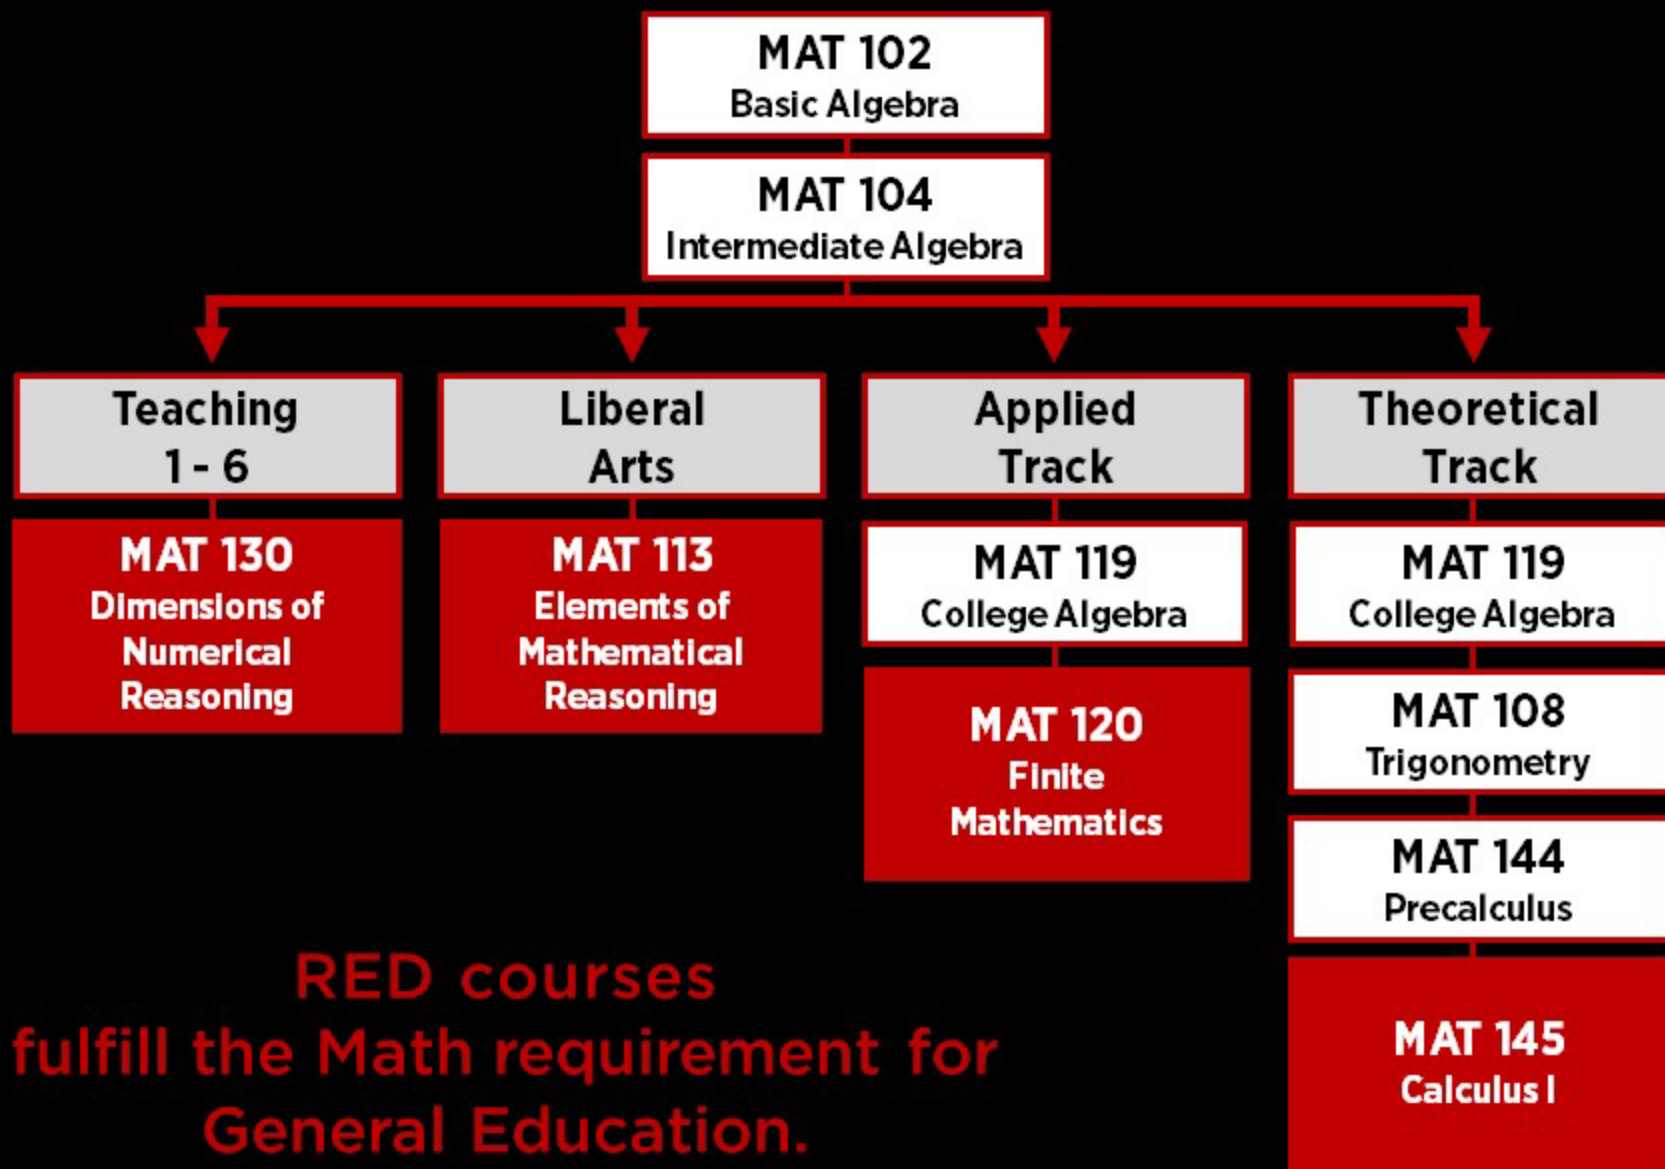 MAT 102
Basic Algebra
MAT 104
Intermediate Algebra
Teaching
1 - 6
MAT 130
Dimensions of
Numerical
Reasoning
Liberal
Arts
MAT 113
Elements of
Mathematical
Reasoning
Applied
Track
MAT 119
College Algebra
MAT 120
Finite
Mathematics
Theoretical
Track
MAT 119
College Algebra
MAT 108
Trigonometry
MAT 144
Precalculus
MAT 145
Calculus I
RED courses
fulfill the Math requirement for
General Education.